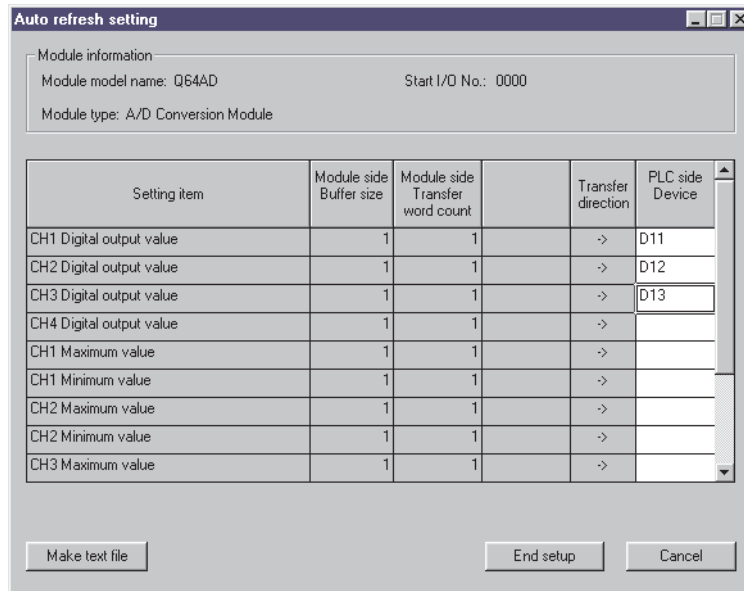 Auto refresh setting
Module information
Module model name: Q64AD Start I/O No.: 0000
Module type: A/D Conversion Module
Setting item Module side Buffer size Module side Transfer word count Transfer direction PLC side Device
CH1 Digital output value 1 1 -> D11
CH2 Digital output value 1 1 -> D12
CH3 Digital output value 1 1 -> D13
CH4 Digital output value 1 1 ->
CH1 Maximum value 1 1 ->
CH1 Minimum value 1 1 ->
CH2 Maximum value 1 1 ->
CH2 Minimum value 1 1 ->
CH3 Maximum value 1 1 ->
Make text file End setup Cancel